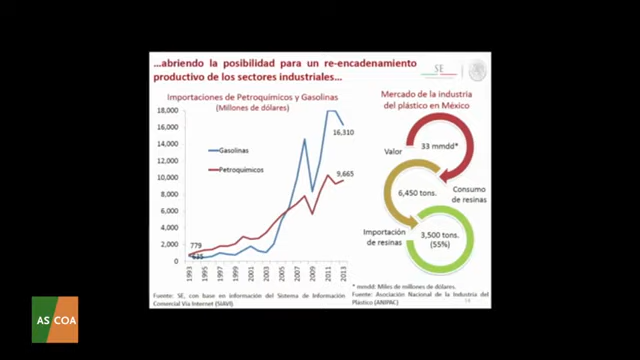 ...abriendo la posibilidad para un re-encadenamiento
productivo de los sectores industriales...
SE
Importaciones de Petroquímicos y Gasolinas
(Millones de dólares)
18,000
16,000
14,000
12,000
10,000
8,000
6,000
4,000
2,000
0
Gasolinas
Petroquímicos
16,310
9,665
779
1993
1995
1997
1999
2001
2003
2005
2007
2009
2011
2013
Fuente: SE, con base en información del Sistema de Información
Comercial Vía Internet (SIAVI).
Mercado de la industria
del plástico en México
33 mmdd*
Valor
6,450 tons.
Consumo
de resinas
Importación
de resinas
3,500 tons.
(55%)
* mmdd: Miles de millones de dólares.
Fuente: Asociación Nacional de la Industria del
Plástico (ANIPAC)
AS COA